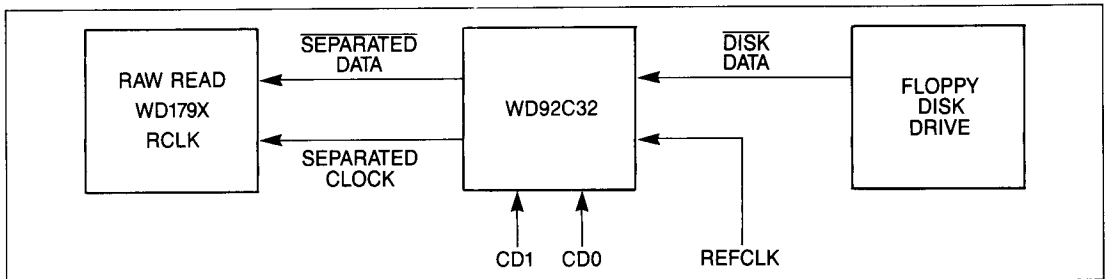 RAW READ
WD179X
RCLK
SEPARATED
DATA
SEPARATED
CLOCK
WD92C32
DISK
DATA
FLOPPY
DISK
DRIVE
CD1
CD0
REFCLK